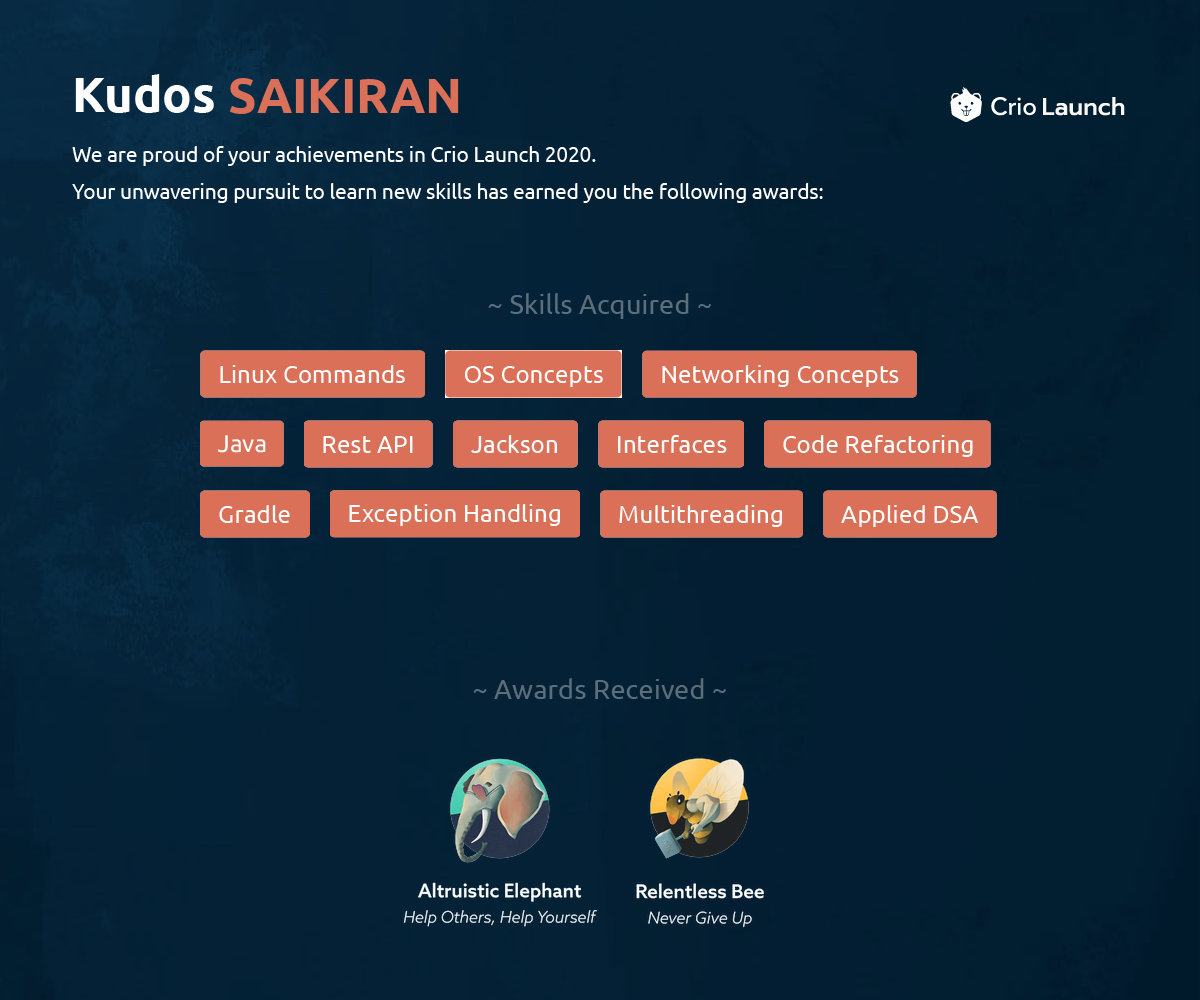 Kudos SAIKIRAN
Crio Launch
We are proud of your achievements in Crio Launch 2020.
Your unwavering pursuit to learn new skills has earned you the following awards:
~ Skills Acquired ~
Linux Commands OS Concepts Networking Concepts
Java Rest API Jackson Interfaces Code Refactoring
Gradle Exception Handling Multithreading Applied DSA
~ Awards Received ~
Altruistic Elephant Relentless Bee
Help Others, Help Yourself Never Give Up